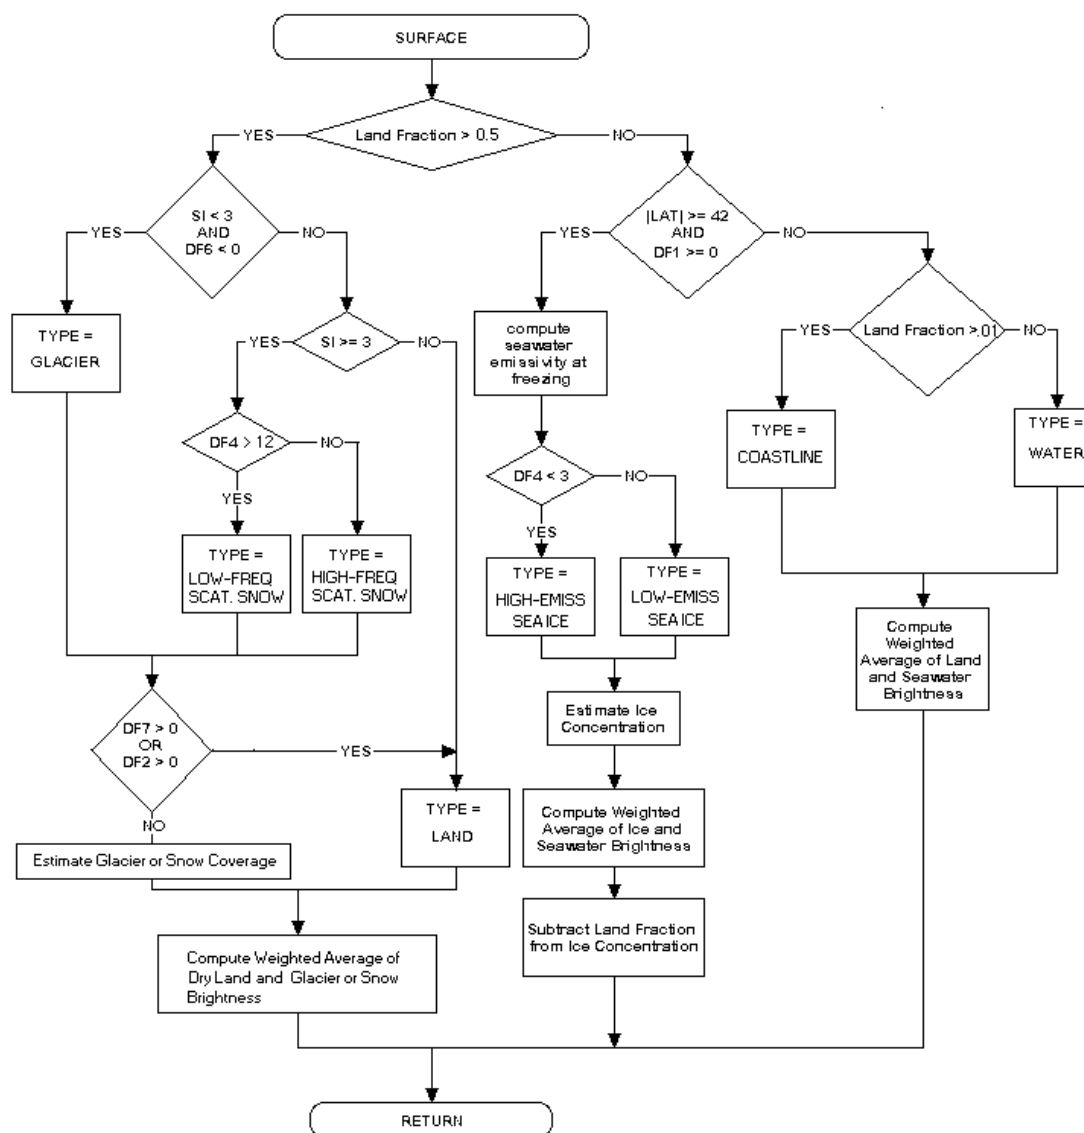 SURFACE
YES
Land Fraction > 0.5
NO
SI < 3
AND
DF6 < 0
YES
NO
|LAT| >= 42
AND
DF1 >= 0
YES
NO
TYPE =
GLACIER
YES
SI >= 3
NO
compute
seawater
emissivity at
freezing
YES
Land Fraction >.01
NO
DF4 > 12
NO
YES
TYPE =
COASTLINE
TYPE =
WATER
DF4 < 3
NO
YES
TYPE =
LOW-FREQ
SCAT. SNOW
TYPE =
HIGH-FREQ
SCAT. SNOW
TYPE =
HIGH-EMISS
SEA ICE
TYPE =
LOW-EMISS
SEA ICE
Compute
Weighted
Average of Land
and Seawater
Brightness
DF7 > 0
OR
DF2 > 0
YES
NO
Estimate Ice
Concentration
TYPE =
LAND
Compute Weighted
Average of Ice and
Seawater Brightness
Estimate Glacier or Snow Coverage
Subtract Land Fraction
from Ice Concentration
Compute Weighted Average of
Dry Land and Glacier or Snow
Brightness
RETURN